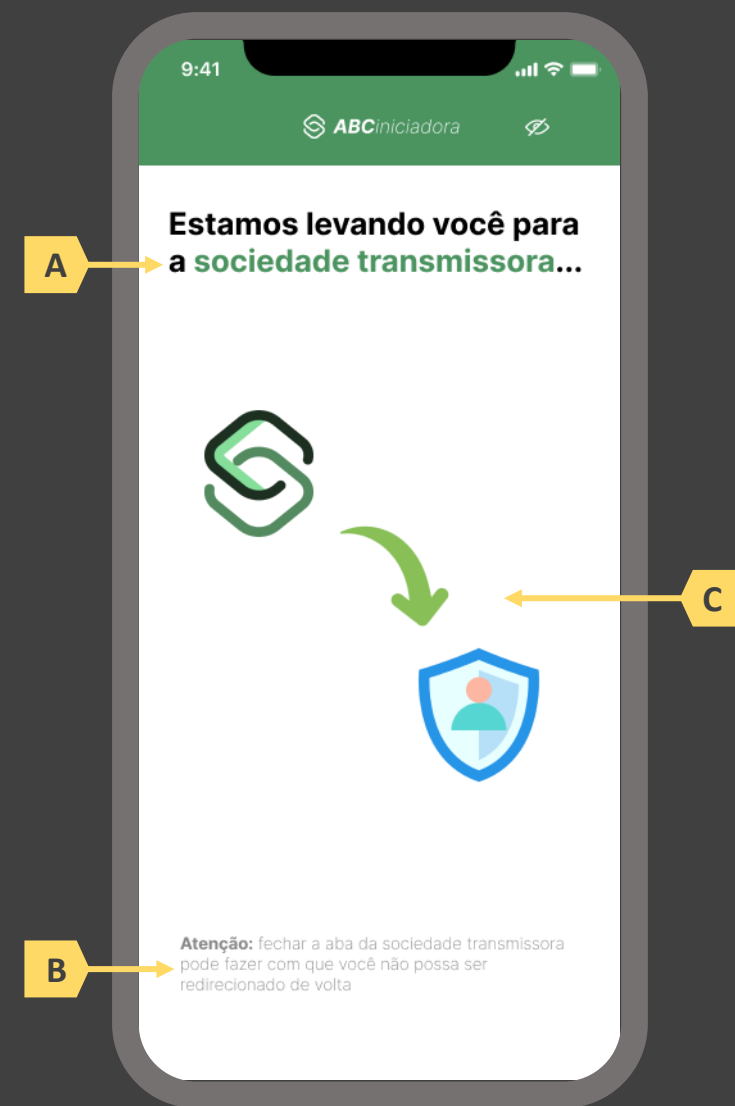 9:41
ABCiniciadora
Estamos levando você para
A
a sociedade transmissora...
C
Atenção: fechar a aba da sociedade transmissora
B
pode fazer com que você não possa ser
redirecionado de volta